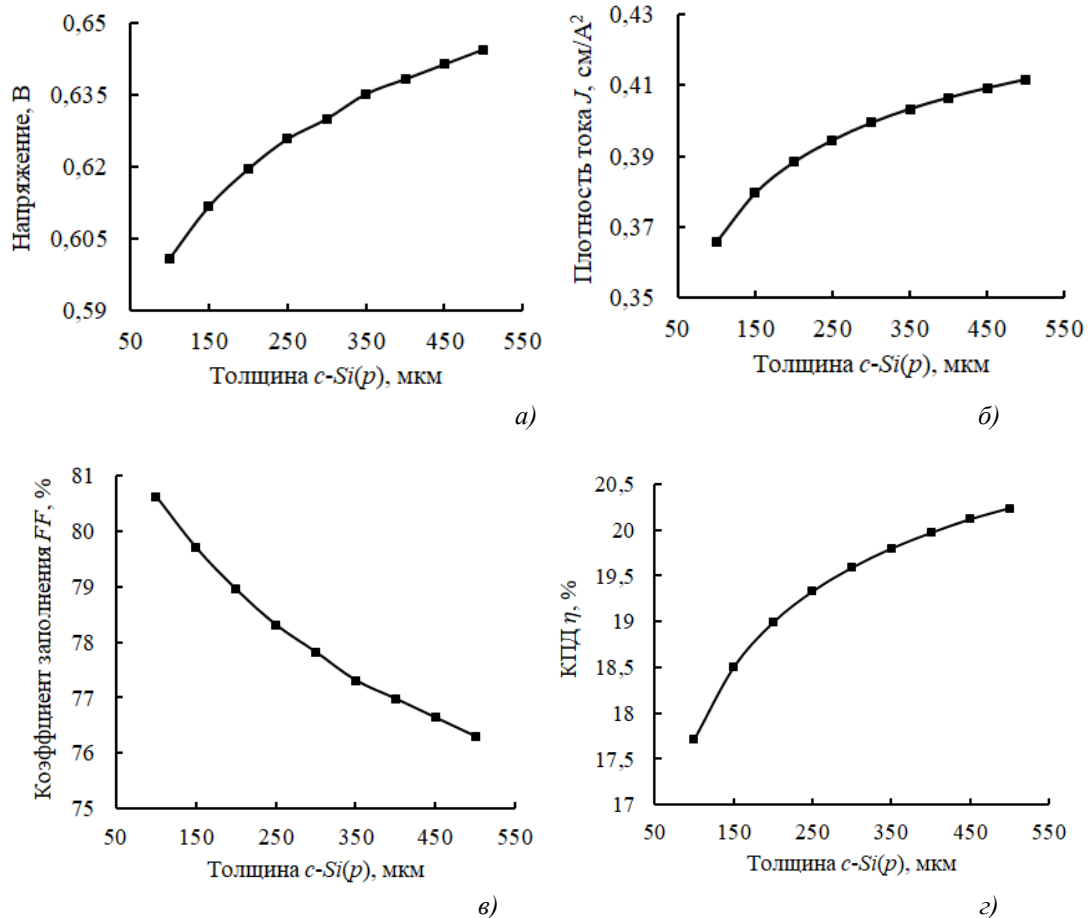 Напряжение, В
0,65
0,635
0,62
0,605
0,59
50 150 250 350 450 550
Толщина c-Si(p), мкм
а)
Плотность тока J, см/А²
0,43
0,41
0,39
0,37
0,35
50 150 250 350 450 550
Толщина c-Si(p), мкм
б)
Коэффициент заполнения FF, %
81
80
79
78
77
76
75
50 150 250 350 450 550
Толщина c-Si(p), мкм
в)
КПД η, %
20,5
20
19,5
19
18,5
18
17,5
17
50 150 250 350 450 550
Толщина c-Si(p), мкм
г)